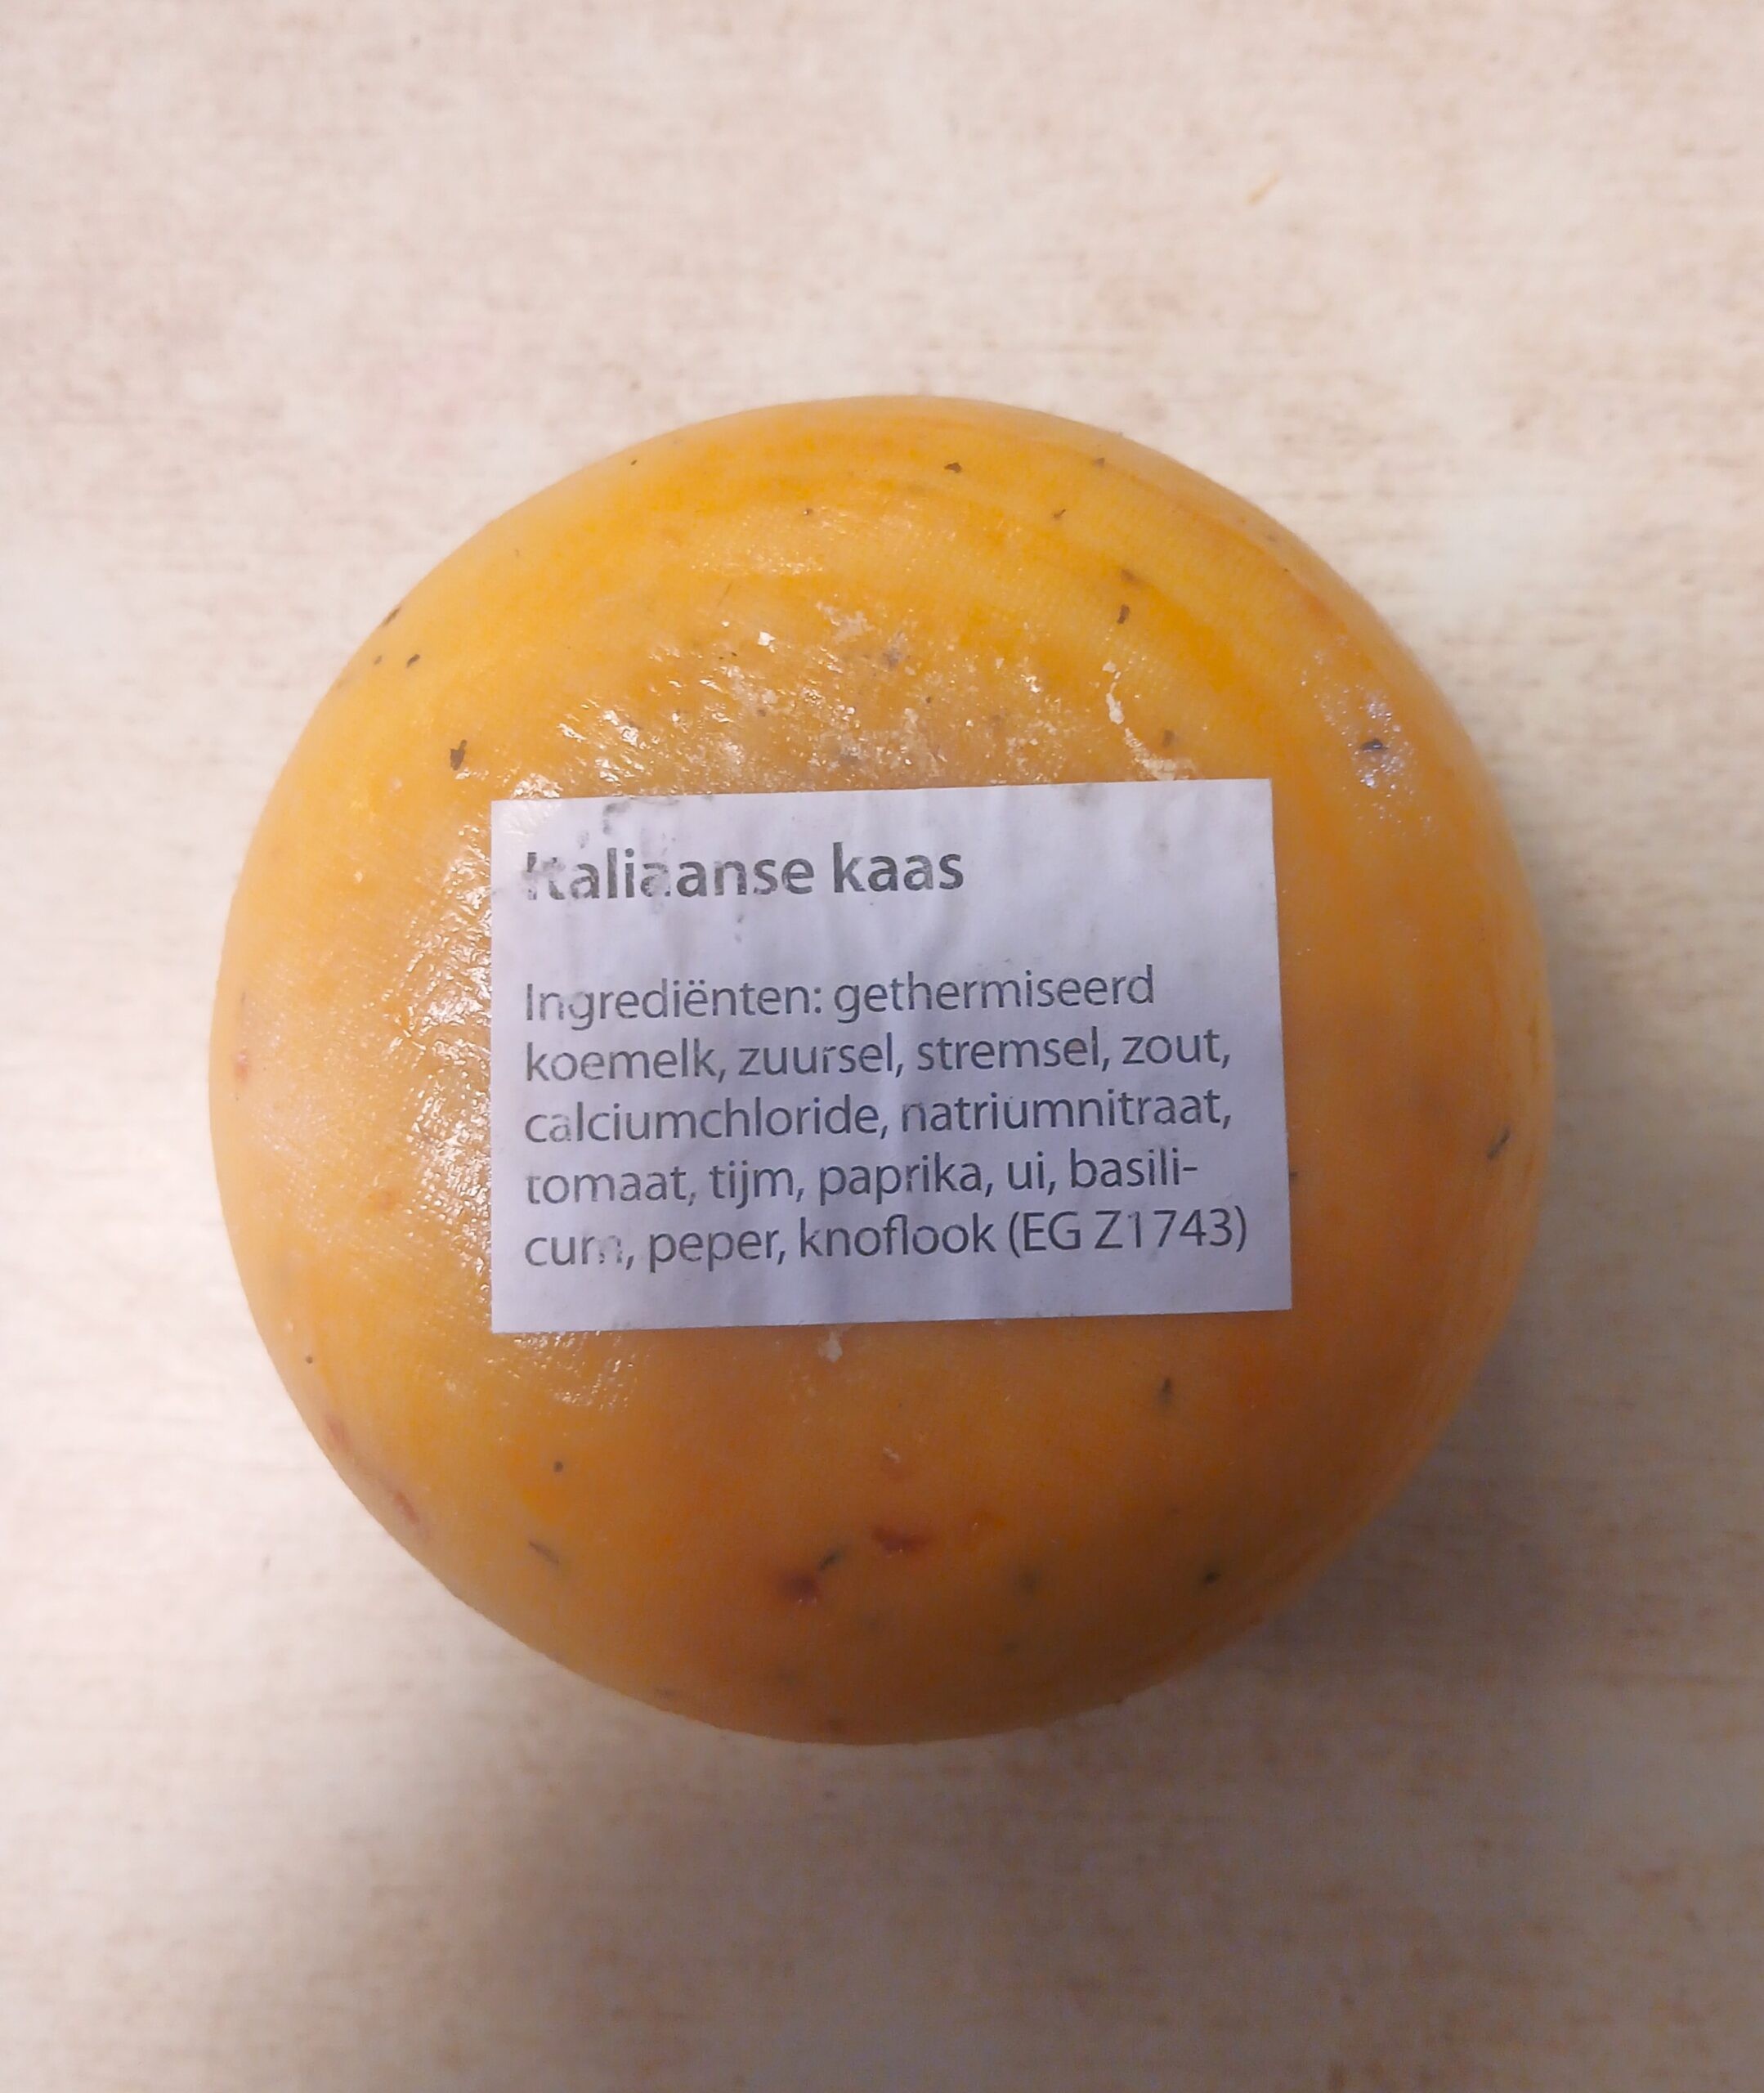 Italiaanse kaas
Ingrediënten: gethermiseerd
koemelk, zuursel, stremsel, zout,
calciumchloride, natriumnitraat,
tomaat, tijm, paprika, ui, basili-
cum, peper, knoflook (EG Z1743)